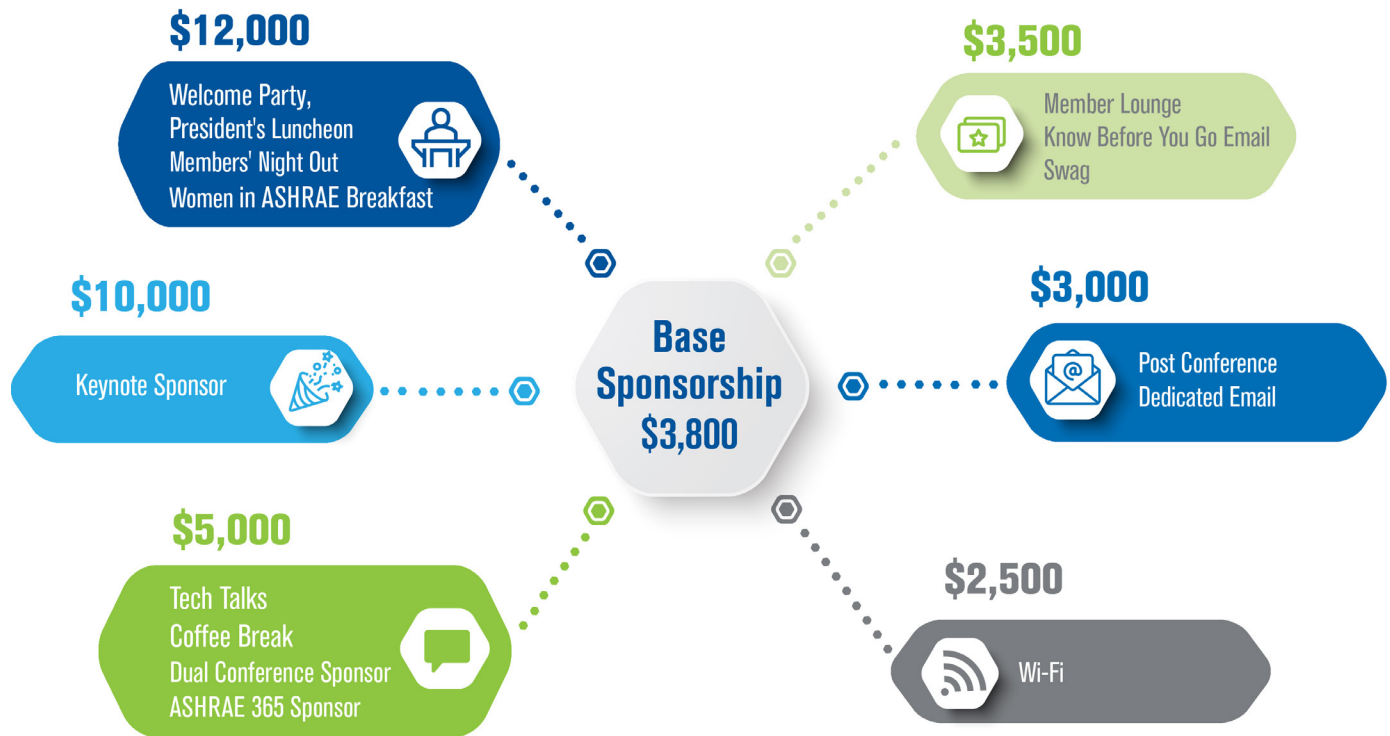 $12,000
Welcome Party,
President's Luncheon
Members' Night Out
Women in ASHRAE Breakfast
$10,000
Keynote Sponsor
$5,000
Tech Talks
Coffee Break
Dual Conference Sponsor
ASHRAE 365 Sponsor
Base
Sponsorship
$3,800
$3,500
Member Lounge
Know Before You Go Email
Swag
$3,000
@
Post Conference
Dedicated Email
$2,500
Wi-Fi